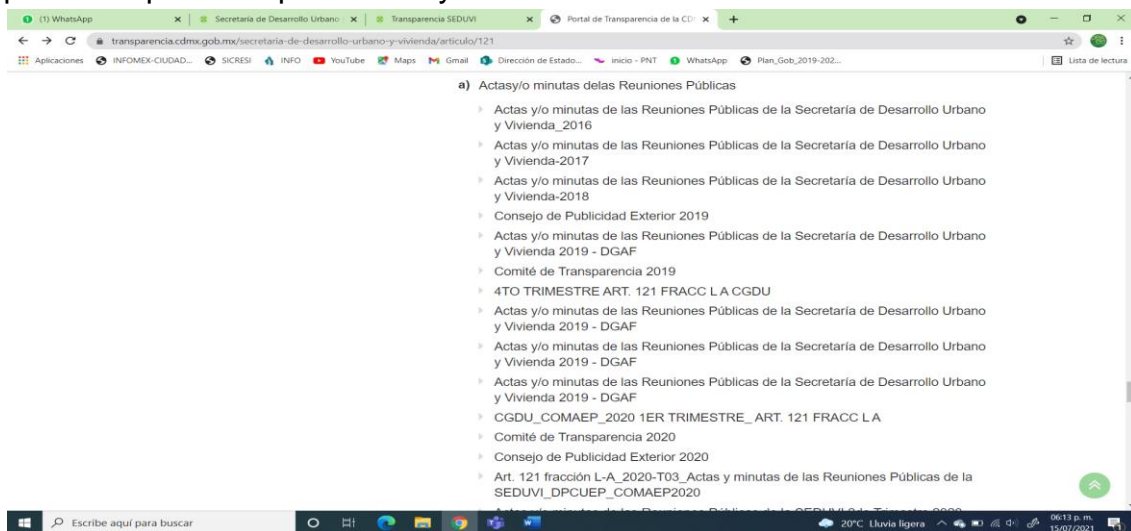 (1) WhatsApp
Secretaría de Desarrollo Urbano
Transparencia SEDUVI
Portal de Transparencia de la CD
transparencia.cdmx.gob.mx/secretaria-de-desarrollo-urbano-y-vivienda/articulo/121
Aplicaciones INFOMEX-CIUDAD... SICRESI INFO YouTube Maps Gmail Dirección de Estado... inicio - PNT WhatsApp Plan_Gob_2019-202... Lista de lectura
a) Actasy/o minutas delas Reuniones Públicas
Actas y/o minutas de las Reuniones Públicas de la Secretaría de Desarrollo Urbano
y Vivienda_2016
Actas y/o minutas de las Reuniones Públicas de la Secretaría de Desarrollo Urbano
y Vivienda-2017
Actas y/o minutas de las Reuniones Públicas de la Secretaría de Desarrollo Urbano
y Vivienda-2018
Consejo de Publicidad Exterior 2019
Actas y/o minutas de las Reuniones Públicas de la Secretaría de Desarrollo Urbano
y Vivienda 2019 - DGAF
Comité de Transparencia 2019
4TO TRIMESTRE ART. 121 FRACC L A CGDU
Actas y/o minutas de las Reuniones Públicas de la Secretaría de Desarrollo Urbano
y Vivienda 2019 - DGAF
Actas y/o minutas de las Reuniones Públicas de la Secretaría de Desarrollo Urbano
y Vivienda 2019 - DGAF
Actas y/o minutas de las Reuniones Públicas de la Secretaría de Desarrollo Urbano
y Vivienda 2019 - DGAF
CGDU_COMAEP_2020 1ER TRIMESTRE_ ART. 121 FRACC L A
Comité de Transparencia 2020
Consejo de Publicidad Exterior 2020
Art. 121 fracción L-A_2020-T03_Actas y minutas de las Reuniones Públicas de la
SEDUVI_DPCUEP_COMAEP2020
Escribe aquí para buscar
20°C Lluvia ligera
06:13 p. m.
15/07/2021